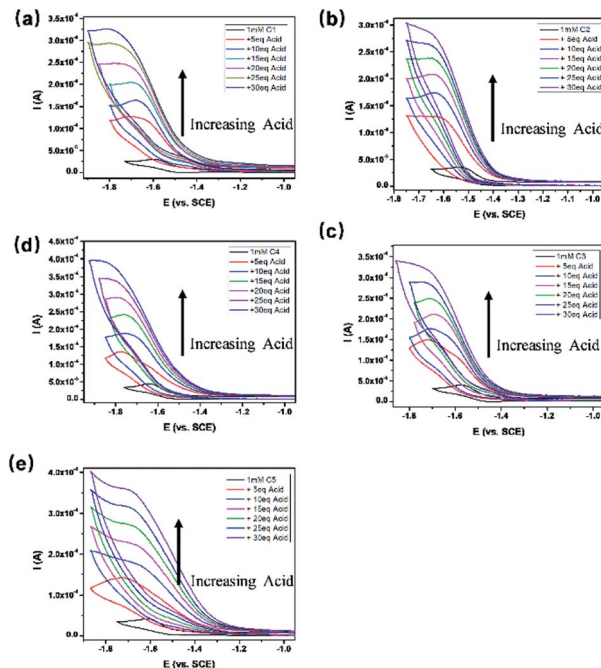 (a)
3.5x10⁻⁴
3.0x10⁻⁴
2.5x10⁻⁴
2.0x10⁻⁴
1.5x10⁻⁴
1.0x10⁻⁴
5.0x10⁻⁵
0.0
I (A)
1mM C1
+5eq Acid
+10eq Acid
+15eq Acid
+20eq Acid
+25eq Acid
+30eq Acid
Increasing Acid
-1.8 -1.6 -1.4 -1.2 -1.0
E (vs. SCE)
(b)
3.0x10⁻⁴
2.5x10⁻⁴
2.0x10⁻⁴
1.5x10⁻⁴
1.0x10⁻⁴
5.0x10⁻⁵
0.0
I (A)
1mM C2
+ 5eq Acid
+ 10eq Acid
+ 15eq Acid
+ 20eq Acid
+ 25eq Acid
+ 30eq Acid
Increasing Acid
-1.8 -1.7 -1.6 -1.5 -1.4 -1.3 -1.2 -1.1 -1.0
E (vs. SCE)
(d)
4.5x10⁻⁴
4.0x10⁻⁴
3.5x10⁻⁴
3.0x10⁻⁴
2.5x10⁻⁴
2.0x10⁻⁴
1.5x10⁻⁴
1.0x10⁻⁴
5.0x10⁻⁵
0.0
I (A)
1mM C4
+5eq Acid
+10eq Acid
+15eq Acid
+20eq Acid
+25eq Acid
+30eq Acid
Increasing Acid
-1.8 -1.6 -1.4 -1.2 -1.0
E (vs. SCE)
(c)
3.5x10⁻⁴
3.0x10⁻⁴
2.5x10⁻⁴
2.0x10⁻⁴
1.5x10⁻⁴
1.0x10⁻⁴
5.0x10⁻⁵
0.0
I (A)
1mM C3
+ 5eq Acid
+ 10eq Acid
+ 15eq Acid
+ 20eq Acid
+ 25eq Acid
+ 30eq Acid
Increasing Acid
-1.8 -1.6 -1.4 -1.2 -1.0
E (vs. SCE)
(e)
4.0x10⁻⁴
3.0x10⁻⁴
2.0x10⁻⁴
1.0x10⁻⁴
0.0
I (A)
1mM C5
+ 5eq Acid
+ 10eq Acid
+ 15eq Acid
+ 20eq Acid
+ 25eq Acid
+ 30eq Acid
Increasing Acid
-1.8 -1.6 -1.4 -1.2 -1.0
E (vs. SCE)